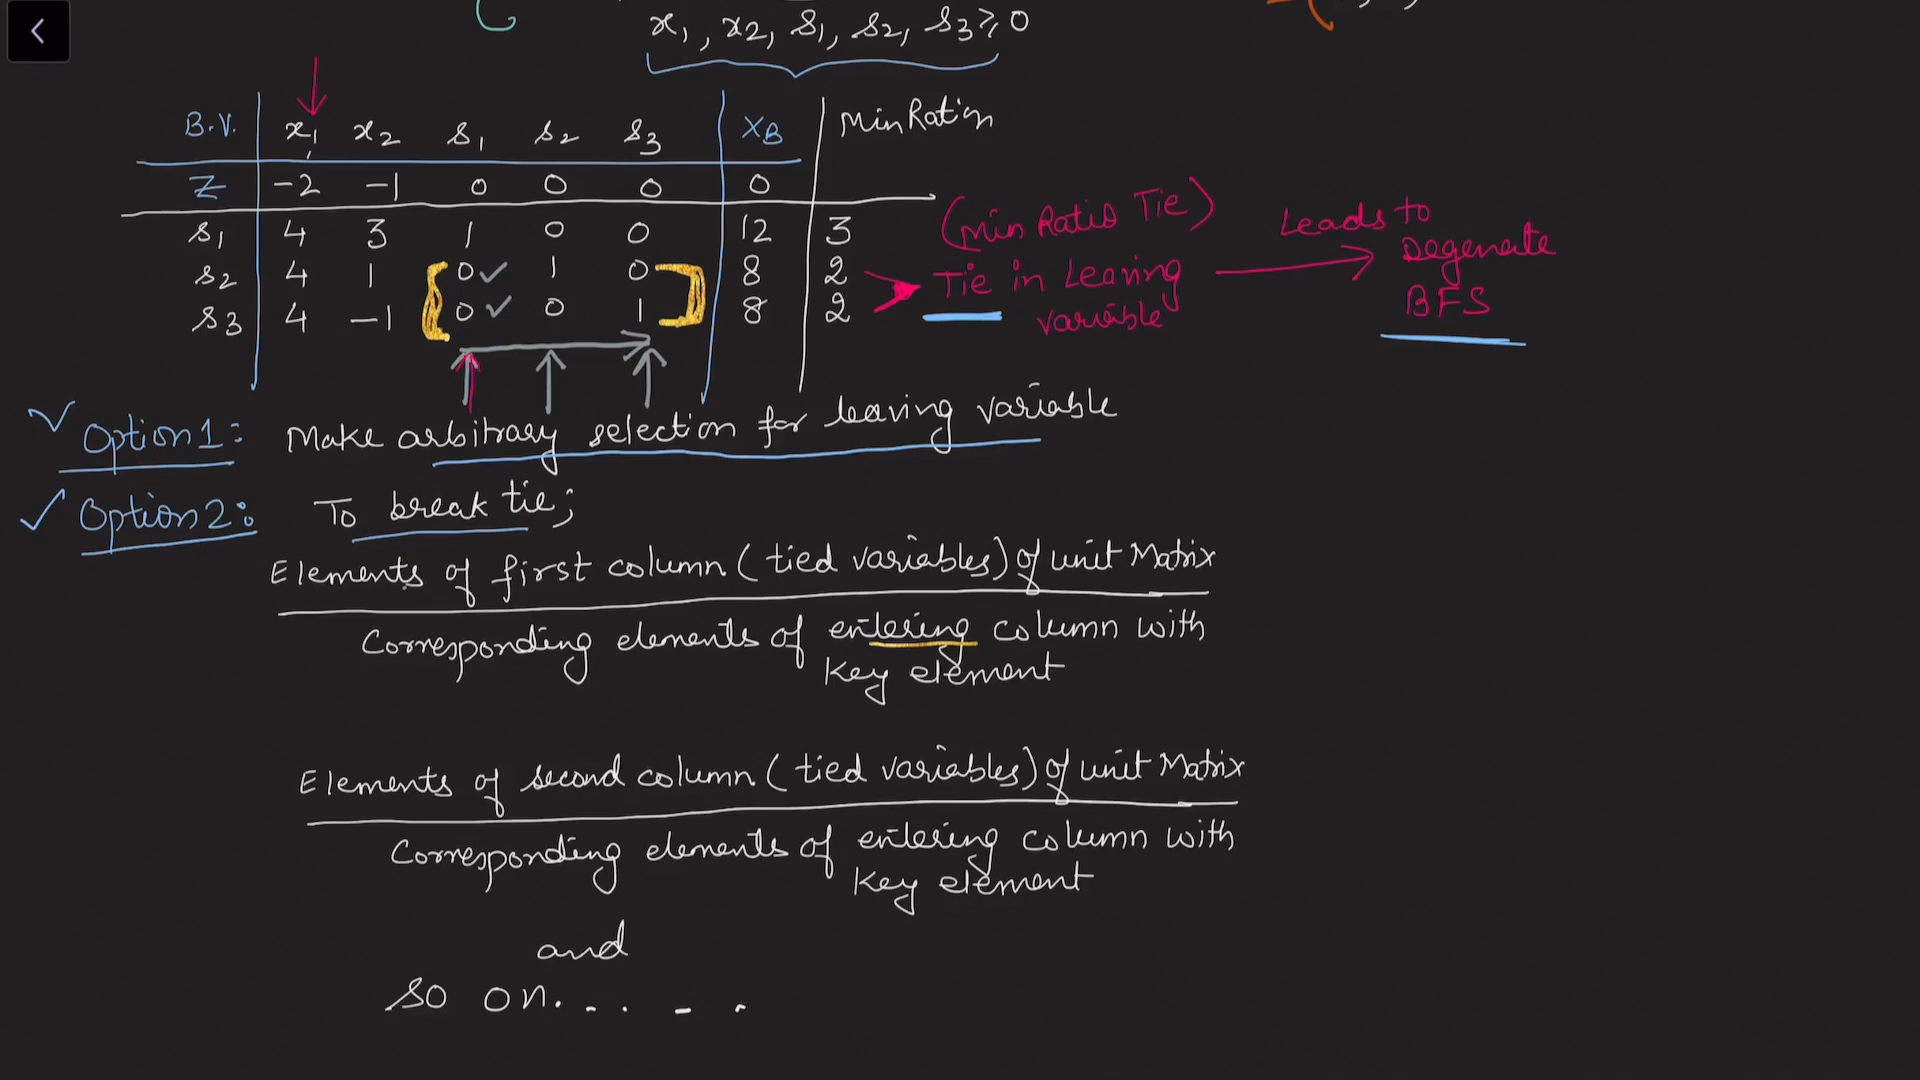 x₁, x₂, s₁, s₂, s₃ ≥ 0
B.V. x₁ x₂ s₁ s₂ s₃ XB Min Ration
Z -2 -1 0 0 0 0
s₁ 4 3 1 0 0 12 3
s₂ 4 1 0✓ 1 0 8 2
s₃ 4 -1 0✓ 0 1 8 2
(Min Ratio Tie)
Tie in Leaving
variable
Leads to
Degenate
BFS
✓ Option 1: Make arbitrary selection for leaving variable
✓ Option 2: To break tie;
Elements of first column (tied variables) of unit Matrix
Corresponding elements of entering column with
Key element
Elements of second column (tied variables) of unit Matrix
Corresponding elements of entering column with
Key element
and
so on. . . . .